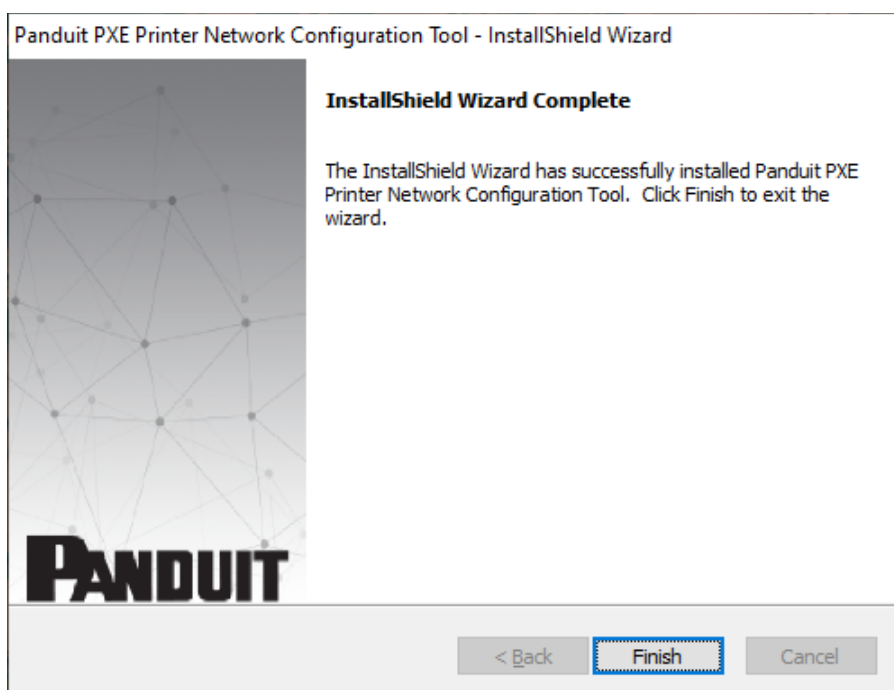 Panduit PXE Printer Network Configuration Tool - InstallShield Wizard
InstallShield Wizard Complete
The InstallShield Wizard has successfully installed Panduit PXE
Printer Network Configuration Tool. Click Finish to exit the
wizard.
PANDUIT
< Back
Finish
Cancel